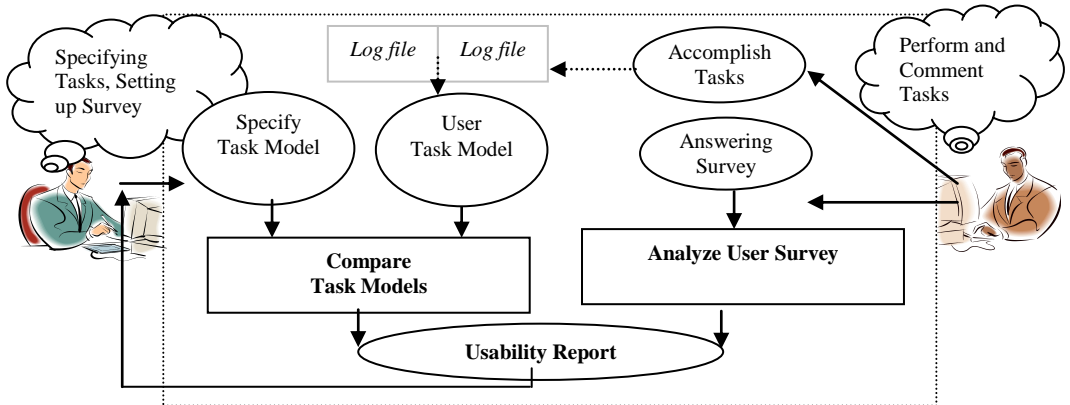 Specifying
Tasks, Setting
up Survey
Log file
Log file
Accomplish
Tasks
Perform and
Comment
Tasks
Specify
Task Model
User
Task Model
Answering
Survey
Compare
Task Models
Analyze User Survey
Usability Report